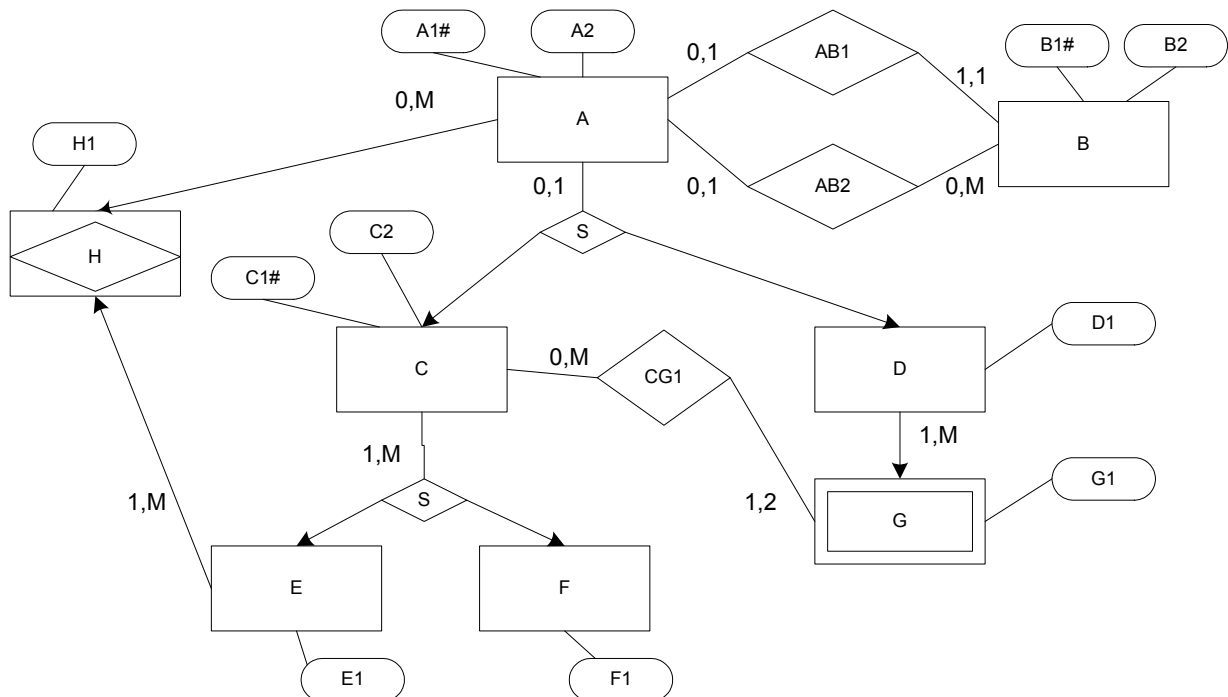 A1#
A2
B1#
B2
AB1
0,1
1,1
0,M
A
B
H1
0,1
0,1
AB2
0,M
C2
S
H
C1#
D1
0,M
C
CG1
D
1,M
1,M
G1
1,M
S
1,2
G
E
F
E1
F1